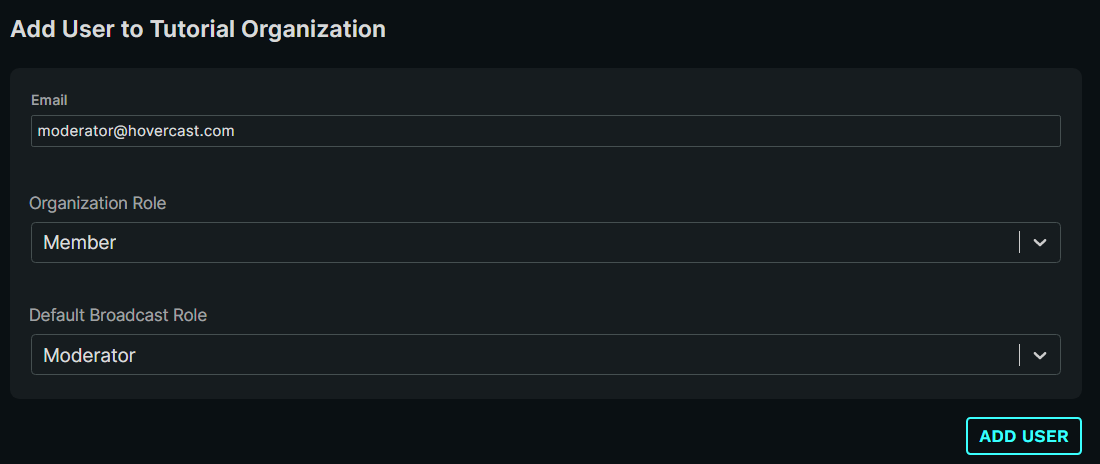 Add User to Tutorial Organization
Email
moderator@hovercast.com
Organization Role
Member
Default Broadcast Role
Moderator
ADD USER